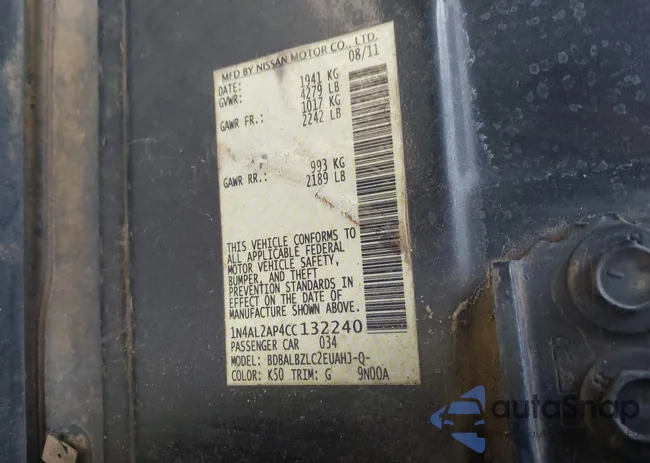 MFD BY NISSAN MOTOR CO., LTD.
DATE: 08/11
GVWR: 1941 KG
4279 LB
GAWR FR.: 1017 KG
2242 LB
993 KG
GAWR RR.: 2189 LB
THIS VEHICLE CONFORMS TO
ALL APPLICABLE FEDERAL
MOTOR VEHICLE SAFETY,
BUMPER, AND THEFT
PREVENTION STANDARDS IN
EFFECT ON THE DATE OF
MANUFACTURE SHOWN ABOVE.
1N4AL2AP4CC132240
PASSENGER CAR 034
MODEL: BDBALBZLC2EUAHJ-Q-
COLOR: K50 TRIM: G 9N00A
autoSnap